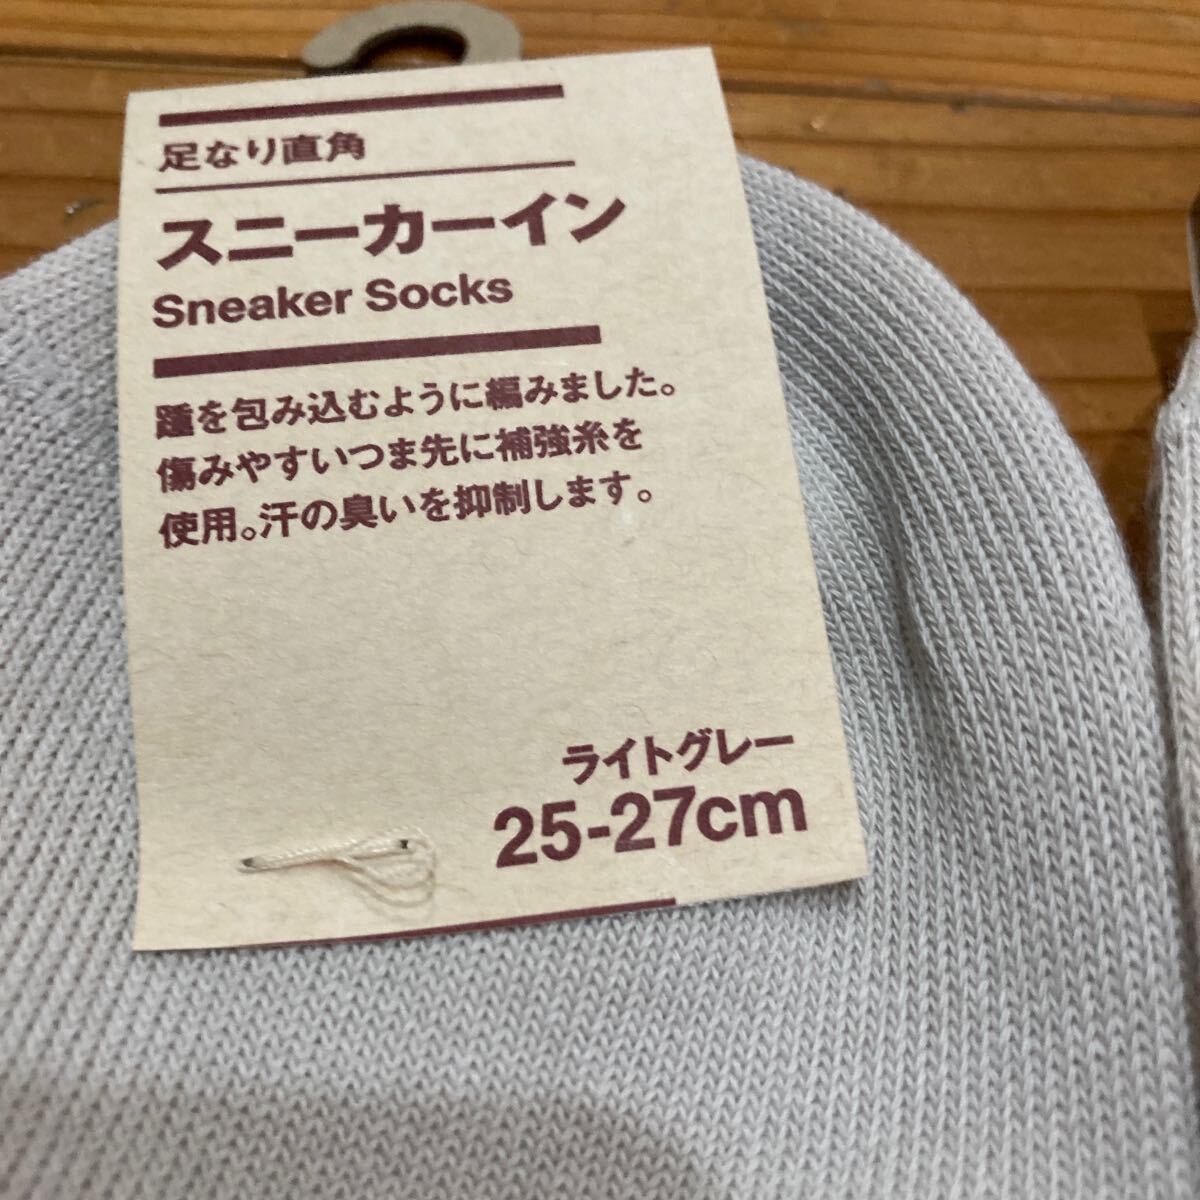 足なり直角
スニーカーイン
Sneaker Socks
踵を包み込むように編みました。
傷みやすいつま先に補強糸を
使用。汗の臭いを抑制します。
ライトグレー
25-27cm